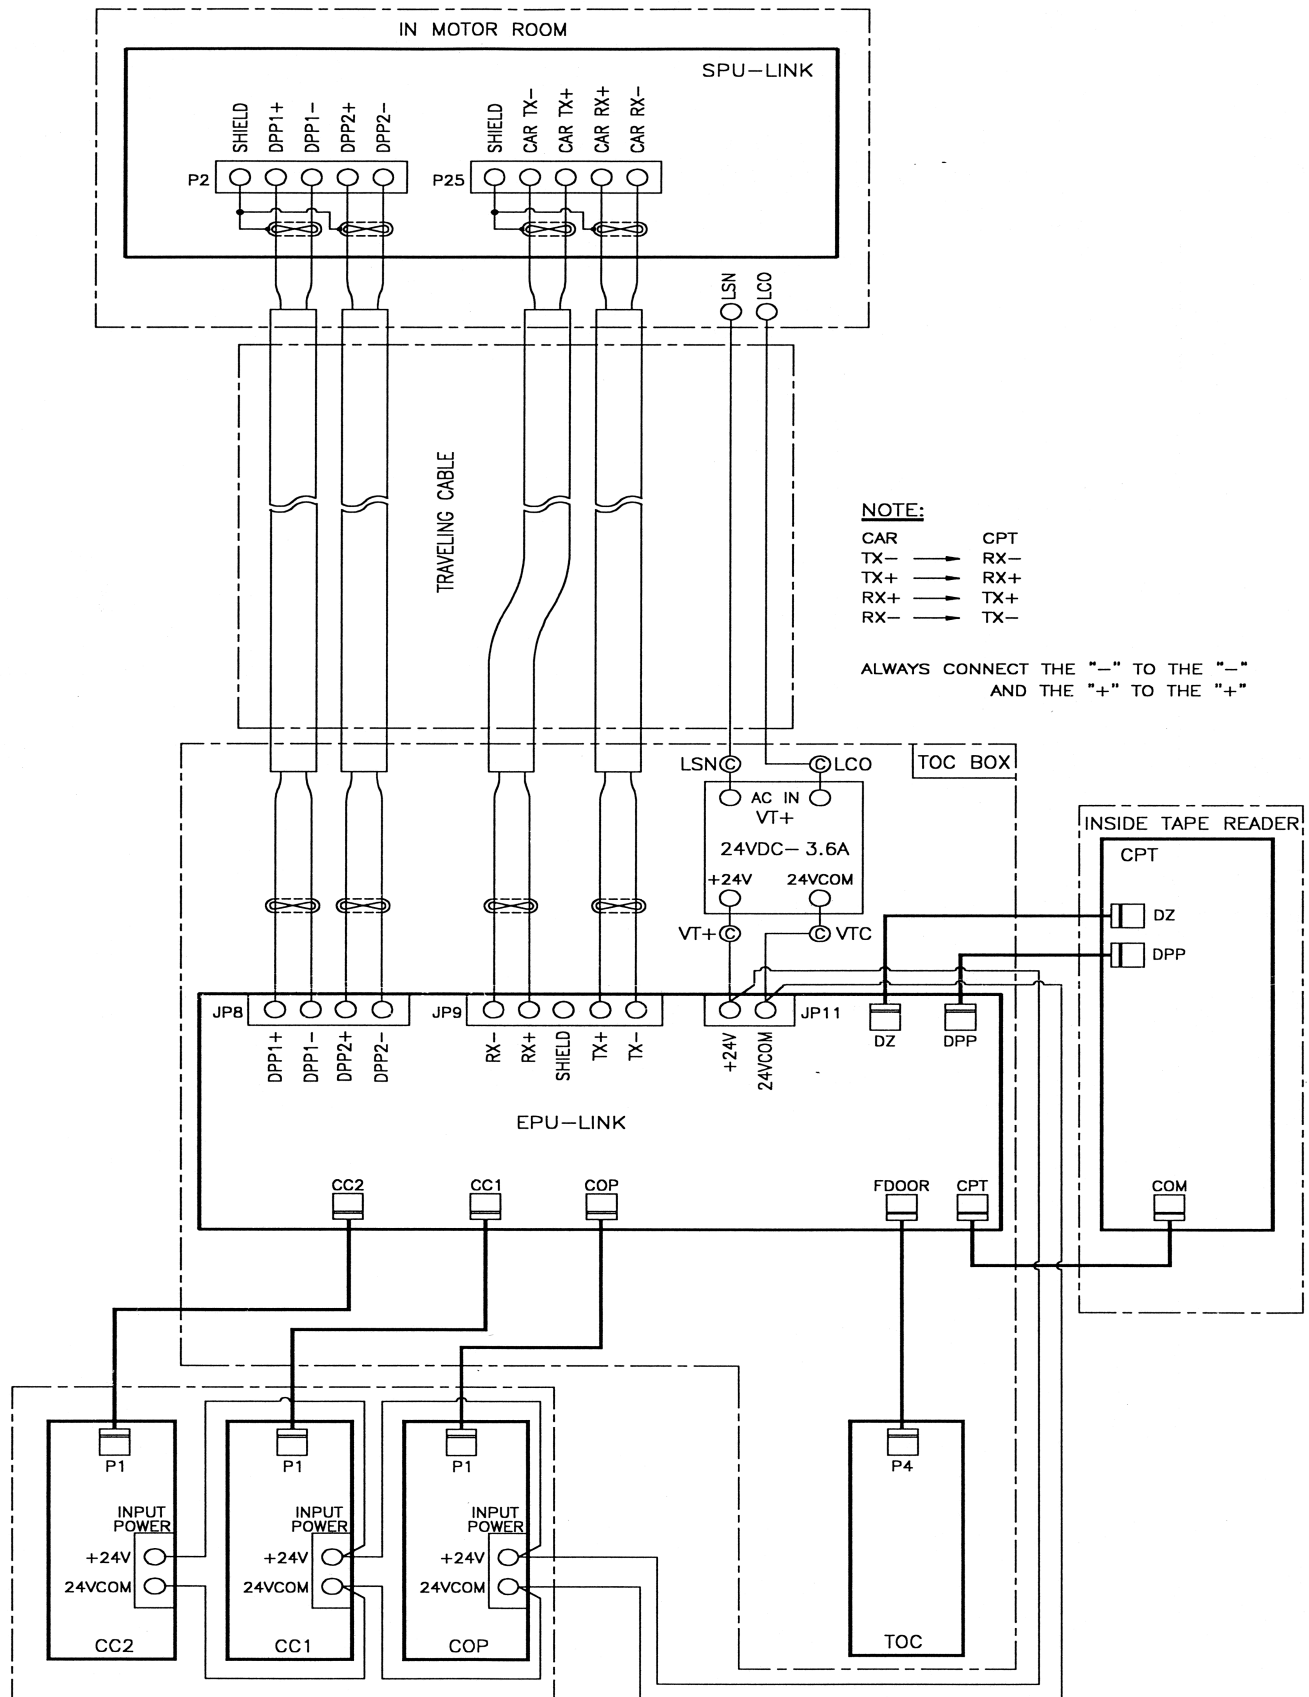 IN MOTOR ROOM
SPU-LINK
SHIELD
DPP1+
DPP1-
DPP2+
DPP2-
SHIELD
CAR TX-
CAR TX+
CAR RX+
CAR RX-
P2
P25
LSN
LCO
TRAVELING CABLE
NOTE:
CAR CPT
TX- RX-
TX+ RX+
RX+ TX+
RX- TX-
ALWAYS CONNECT THE "-" TO THE "-"
AND THE "+" TO THE "+"
LSN C
C LCO
TOC BOX
AC IN
VT+
24VDC- 3.6A
+24V 24VCOM
VT+ C
C VTC
INSIDE TAPE READER
CPT
DZ
DPP
JP8
JP9
JP11
DPP1+
DPP1-
DPP2+
DPP2-
RX-
RX+
SHIELD
TX+
TX-
+24V
24VCOM
DZ
DPP
EPU-LINK
CC2
CC1
COP
FDOOR
CPT
COM
P1
P1
P1
P4
INPUT
POWER
+24V
24VCOM
CC2
INPUT
POWER
+24V
24VCOM
CC1
INPUT
POWER
+24V
24VCOM
COP
TOC